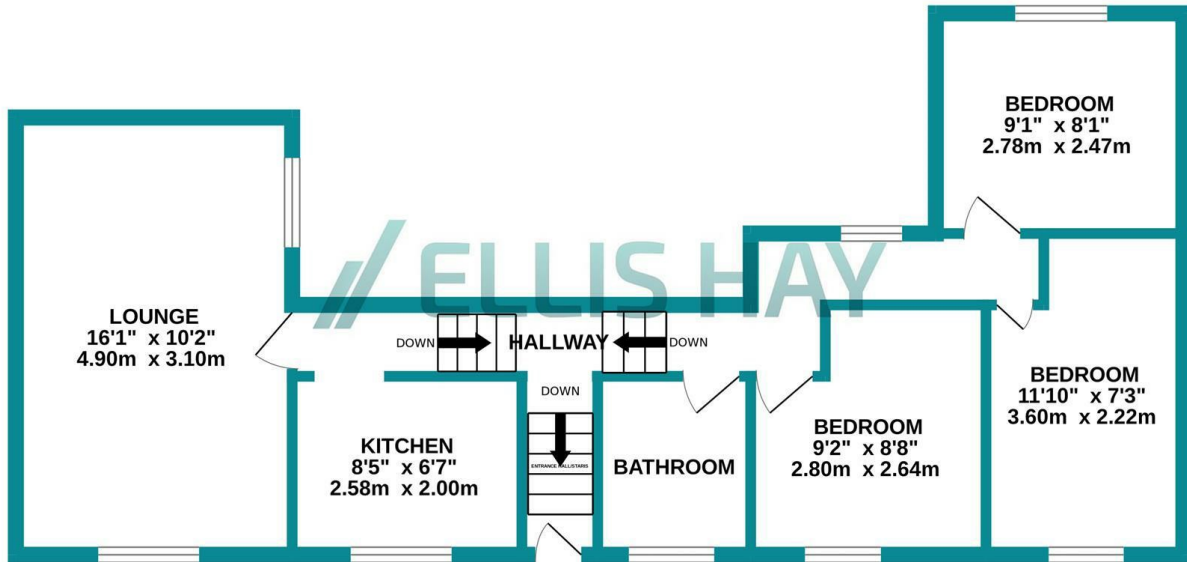 BEDROOM
9'1" x 8'1"
2.78m x 2.47m
ELLIS HAY
LOUNGE
16'1" x 10'2"
4.90m x 3.10m
DOWN
HALLWAY
DOWN
DOWN
BEDROOM
11'10" x 7'3"
3.60m x 2.22m
KITCHEN
8'5" x 6'7"
2.58m x 2.00m
ENTRANCE HALL/STARIS
BATHROOM
BEDROOM
9'2" x 8'8"
2.80m x 2.64m